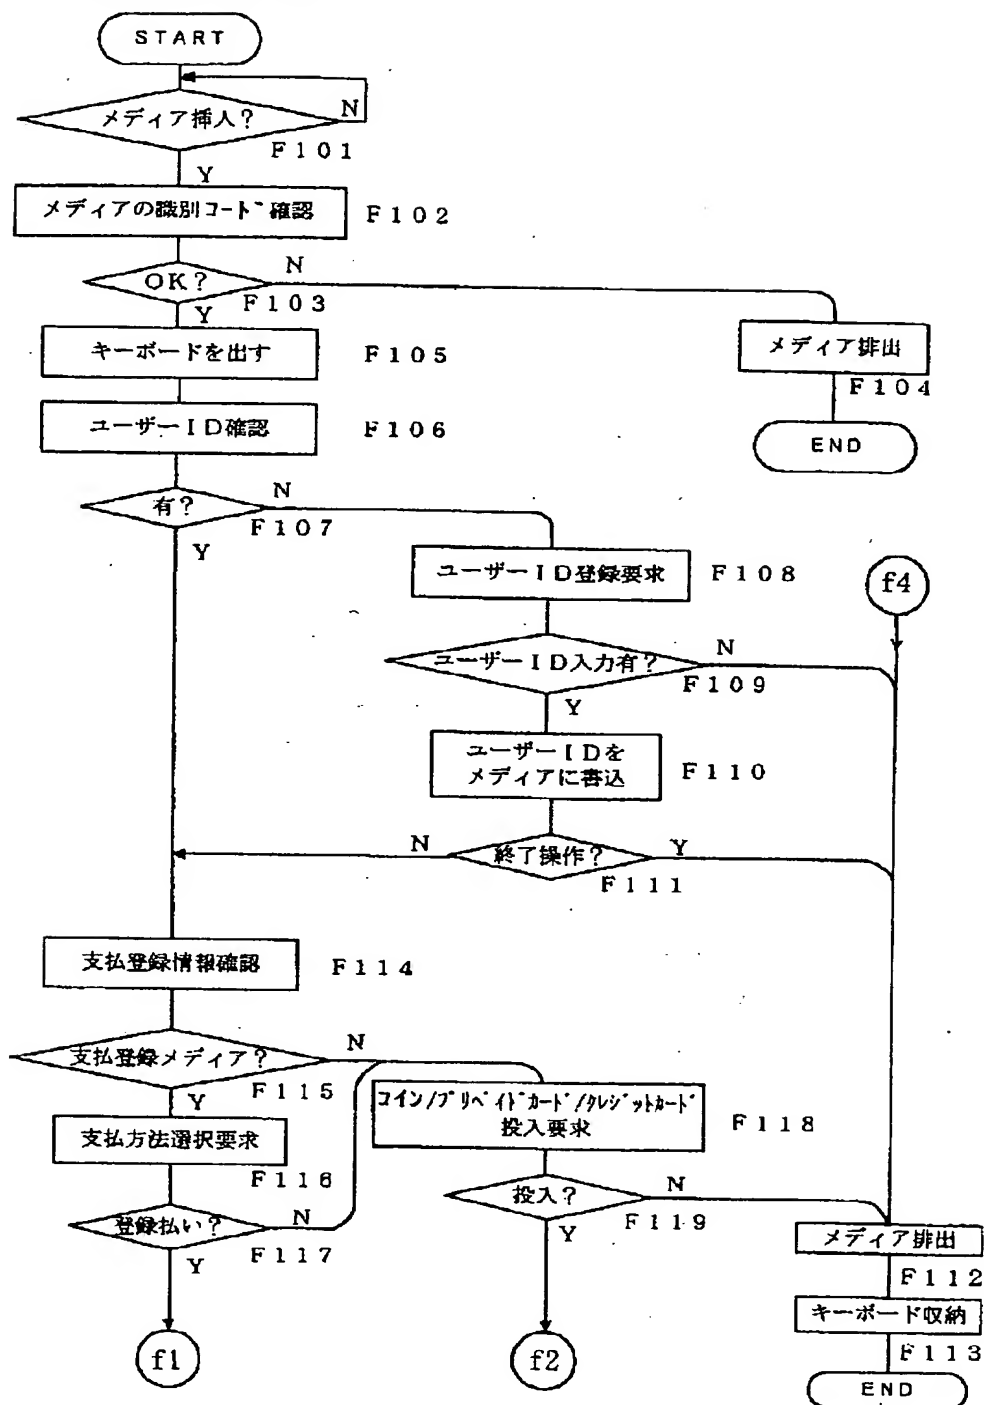 START
メディア挿入?
N
F101
Y
メディアの識別コード確認
F102
OK?
N
F103
Y
キーボードを出す
F105
メディア排出
F104
END
ユーザーID確認
F106
有?
N
F107
Y
ユーザーID登録要求
F108
f4
ユーザーID入力有?
N
F109
Y
ユーザーIDを
メディアに書込
F110
N
終了操作?
Y
F111
支払登録情報確認
F114
支払登録メディア?
N
F115
Y
コイン/プリペイドカード/クレジットカード
投入要求
F118
支払方法選択要求
F116
投入?
N
F119
Y
登録払い?
N
F117
Y
メディア排出
F112
キーボード収納
F113
f1
f2
END